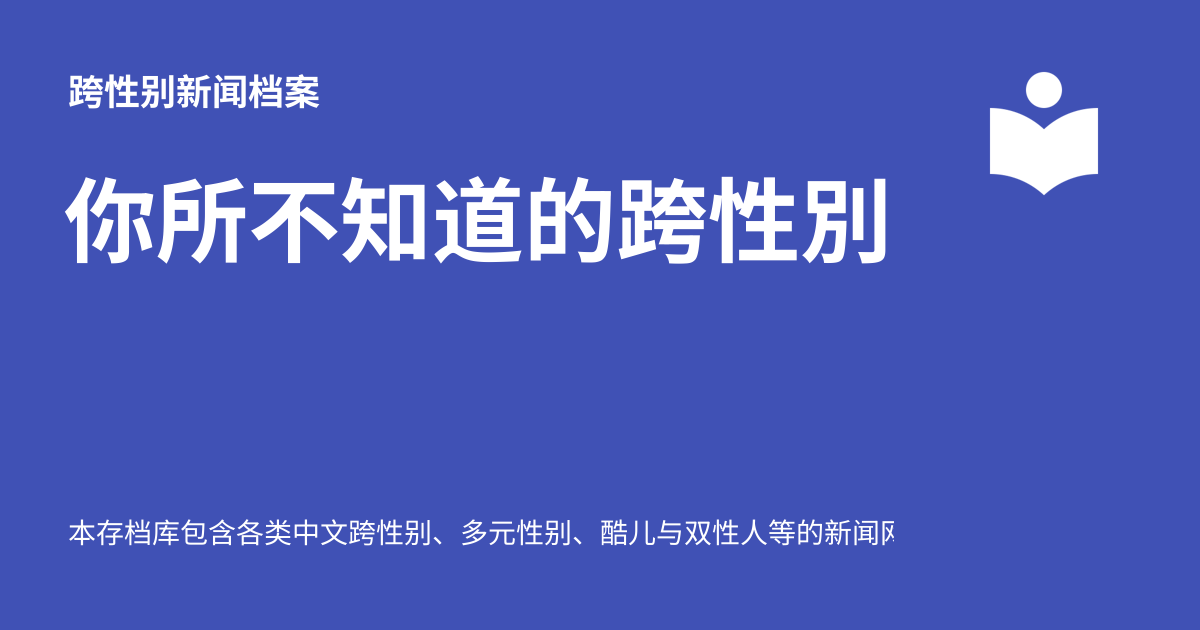 跨性别新闻档案
你所不知道的跨性别
本存档库包含各类中文跨性别、多元性别、酷儿与双性人等的新闻